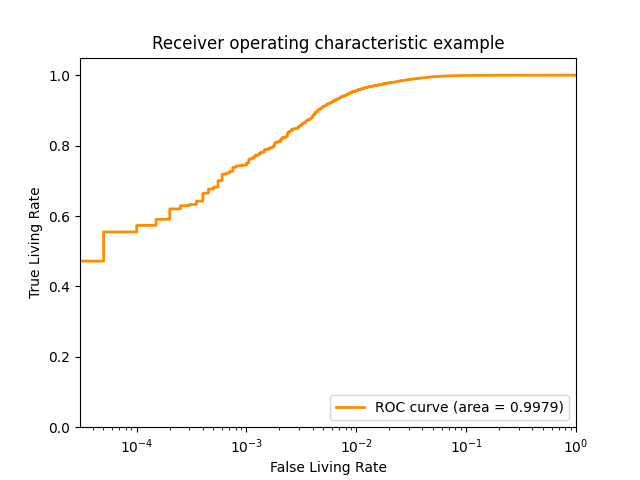 Receiver operating characteristic example
True Living Rate
1.0
0.8
0.6
0.4
0.2
0.0
ROC curve (area = 0.9979)
10⁻⁴ 10⁻³ 10⁻² 10⁻¹ 10⁰
False Living Rate